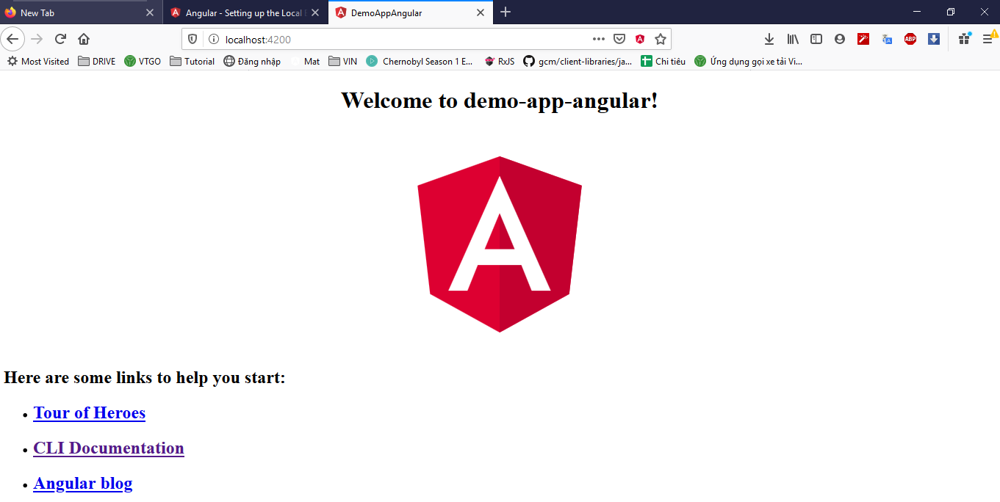 New Tab
Angular - Setting up the Local
DemoAppAngular
localhost:4200
ABP
Most Visited
DRIVE
VTGO
Tutorial
Đăng nhập
Mat
VIN
Chernobyl Season 1 E...
RxJS
gcm/client-libraries/ja...
Chi tiêu
Ứng dụng gọi xe tải Vi...
Welcome to demo-app-angular!
A
Here are some links to help you start:
• Tour of Heroes
• CLI Documentation
• Angular blog